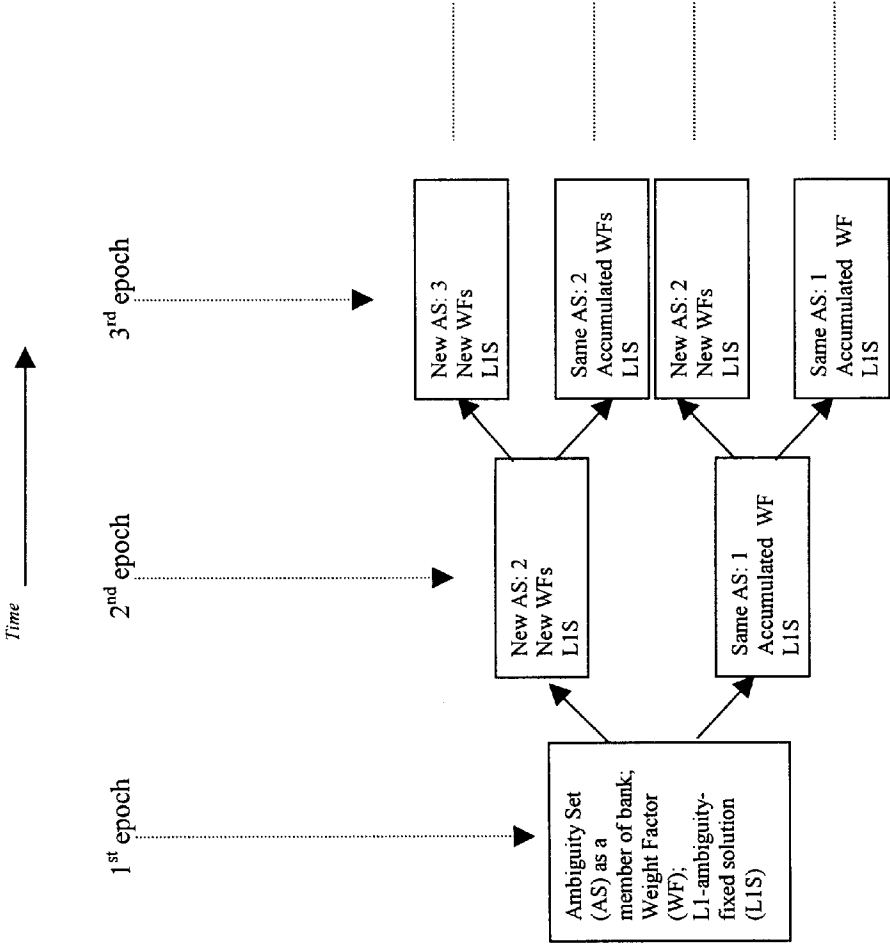 Time
1st epoch
2nd epoch
3rd epoch
Ambiguity Set
(AS) as a
member of bank;
Weight Factor
(WF);
L1-ambiguity-
fixed solution
(L1S)
New AS: 2
New WFs
L1S
Same AS: 1
Accumulated WF
L1S
New AS: 3
New WFs
L1S
Same AS: 2
Accumulated WFs
L1S
New AS: 2
New WFs
L1S
Same AS: 1
Accumulated WF
L1S